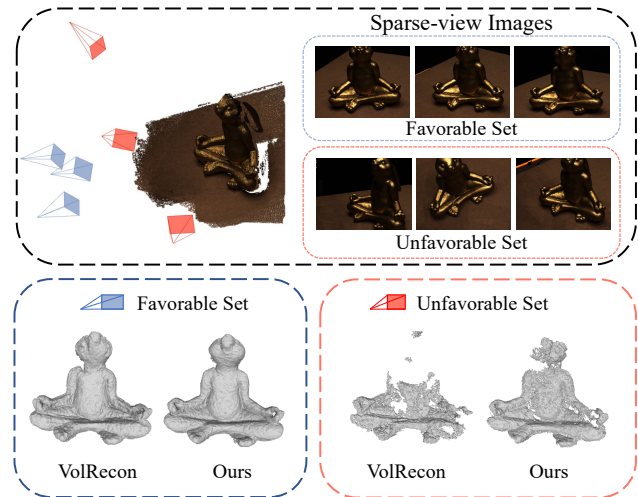 Sparse-view Images
Favorable Set
Unfavorable Set
Favorable Set
VolRecon
Ours
Unfavorable Set
VolRecon
Ours